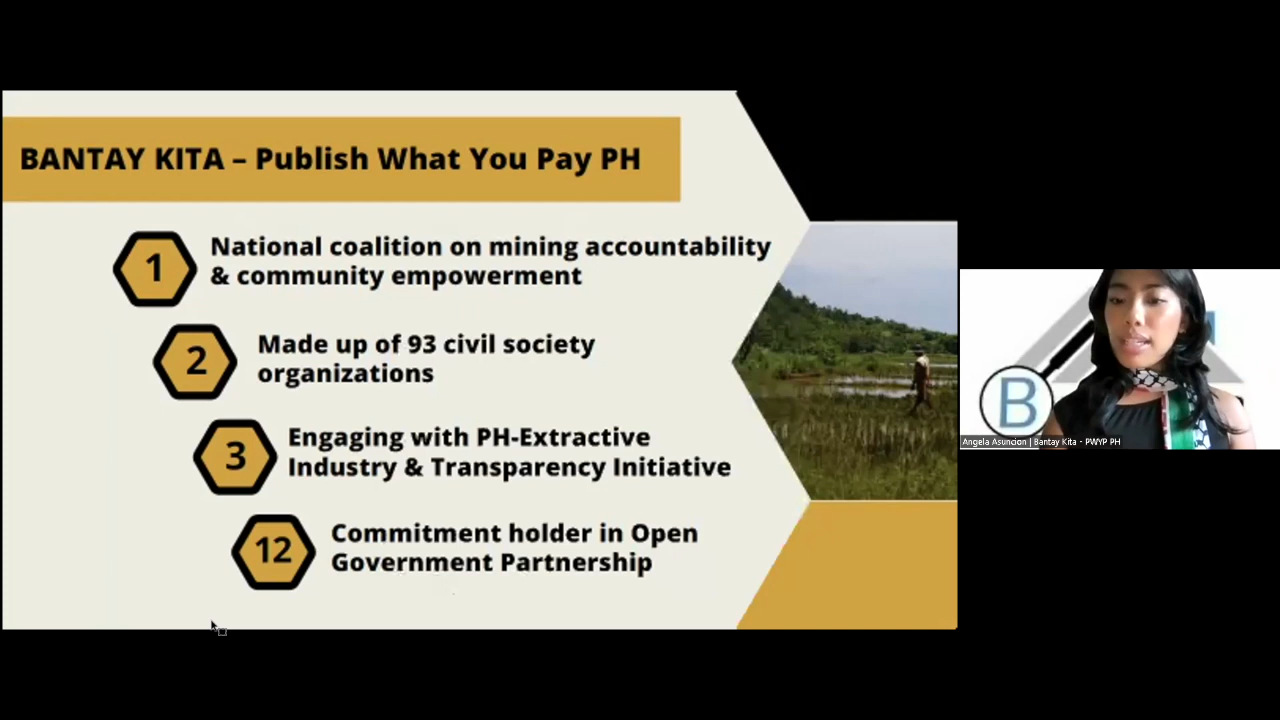 BANTAY KITA – Publish What You Pay PH
1
National coalition on mining accountability
& community empowerment
2
Made up of 93 civil society
organizations
3
Engaging with PH-Extractive
Industry & Transparency Initiative
12
Commitment holder in Open
Government Partnership
B
Angela Asuncion | Bantay Kita - PWYP PH